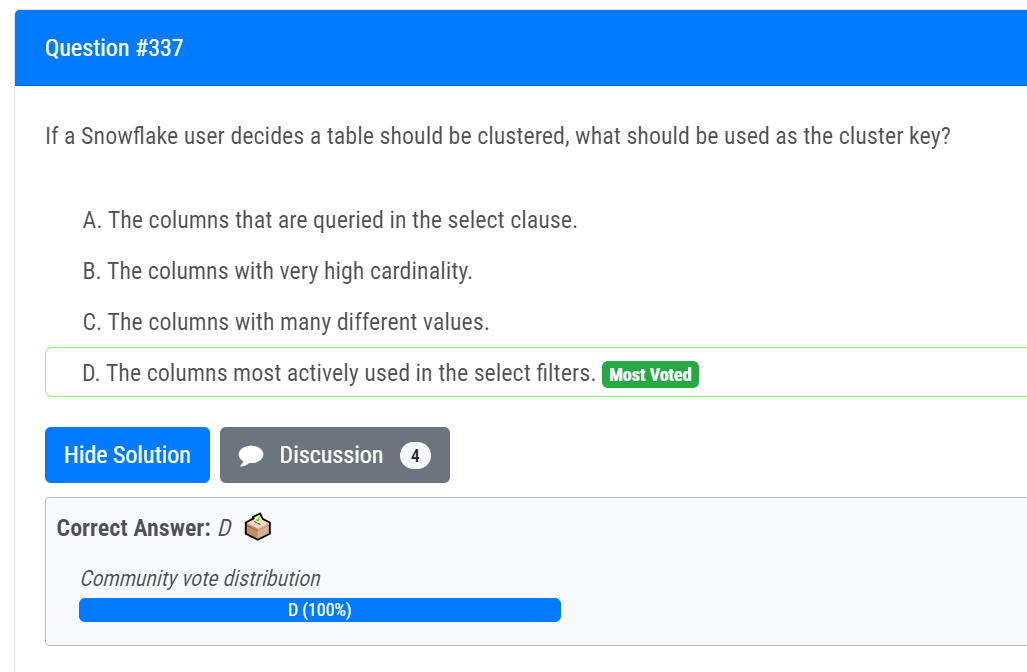 Question #337
If a Snowflake user decides a table should be clustered, what should be used as the cluster key?
A. The columns that are queried in the select clause.
B. The columns with very high cardinality.
C. The columns with many different values.
D. The columns most actively used in the select filters. Most Voted
Hide Solution Discussion 4
Correct Answer: D
Community vote distribution
D (100%)